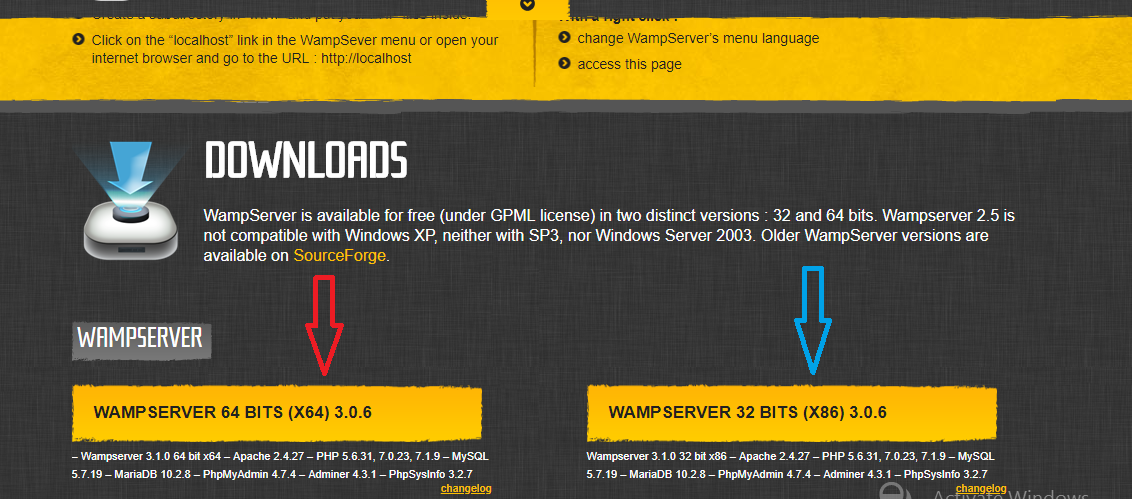 Click on the “localhost” link in the WampSever menu or open your
internet browser and go to the URL : http://localhost
change WampServer’s menu language
access this page
DOWNLOADS
WampServer is available for free (under GPML license) in two distinct versions : 32 and 64 bits. Wampserver 2.5 is
not compatible with Windows XP, neither with SP3, nor Windows Server 2003. Older WampServer versions are
available on SourceForge.
WAMPSERVER
WAMPSERVER 64 BITS (X64) 3.0.6
– Wampserver 3.1.0 64 bit x64 – Apache 2.4.27 – PHP 5.6.31, 7.0.23, 7.1.9 – MySQL
5.7.19 – MariaDB 10.2.8 – PhpMyAdmin 4.7.4 – Adminer 4.3.1 – PhpSysInfo 3.2.7
changelog
WAMPSERVER 32 BITS (X86) 3.0.6
Wampserver 3.1.0 32 bit x86 – Apache 2.4.27 – PHP 5.6.31, 7.0.23, 7.1.9 – MySQL
5.7.19 – MariaDB 10.2.8 – PhpMyAdmin 4.7.4 – Adminer 4.3.1 – PhpSysInfo 3.2.7
changelog
Activate Windows